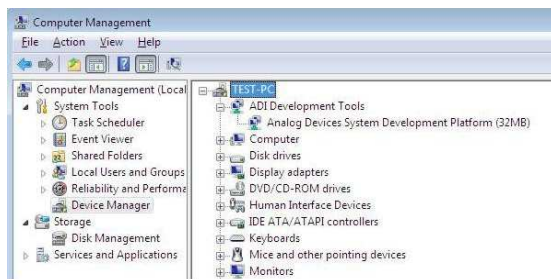 Computer Management
File Action View Help
Computer Management (Local
System Tools
Task Scheduler
Event Viewer
Shared Folders
Local Users and Groups
Reliability and Performa
Device Manager
Storage
Disk Management
Services and Applications
TEST-PC
ADI Development Tools
Analog Devices System Development Platform (32MB)
Computer
Disk drives
Display adapters
DVD/CD-ROM drives
Human Interface Devices
IDE ATA/ATAPI controllers
Keyboards
Mice and other pointing devices
Monitors